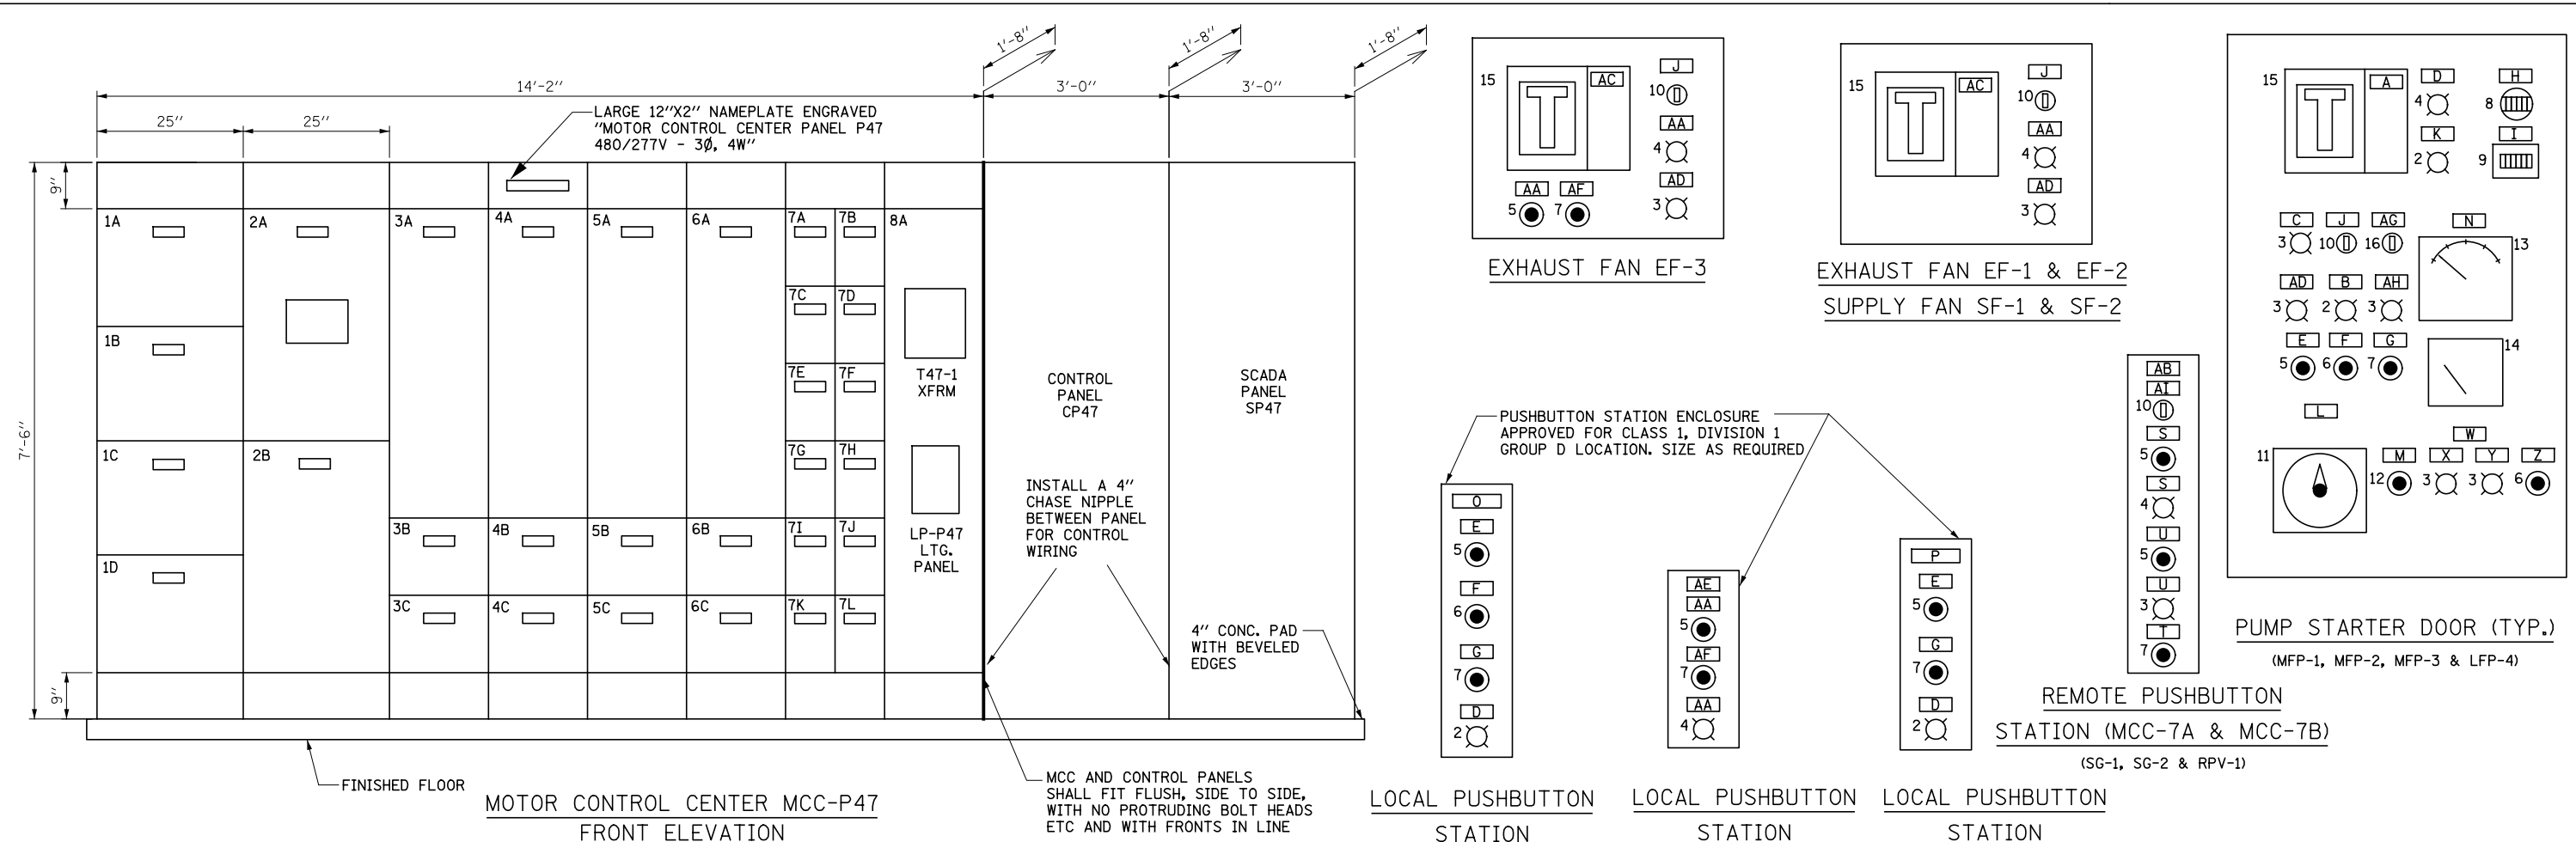 14'-2"
3'-0"
3'-0"
1'-8"
1'-8"
1'-8"
25"
25"
9"
7'-6"
9"
LARGE 12"X2" NAMEPLATE ENGRAVED
"MOTOR CONTROL CENTER PANEL P47
480/277V - 3Ø, 4W"
1A
1B
1C
1D
2A
2B
3A
3B
3C
4A
4B
4C
5A
5B
5C
6A
6B
6C
7A
7B
7C
7D
7E
7F
7G
7H
7I
7J
7K
7L
8A
T47-1
XFRM
LP-P47
LTG.
PANEL
CONTROL
PANEL
CP47
SCADA
PANEL
SP47
INSTALL A 4"
CHASE NIPPLE
BETWEEN PANEL
FOR CONTROL
WIRING
4" CONC. PAD
WITH BEVELED
EDGES
FINISHED FLOOR
MOTOR CONTROL CENTER MCC-P47
FRONT ELEVATION
MCC AND CONTROL PANELS
SHALL FIT FLUSH, SIDE TO SIDE,
WITH NO PROTRUDING BOLT HEADS
ETC AND WITH FRONTS IN LINE
15
AC
J
10
AA
4
AD
3
AA
AF
5
7
EXHAUST FAN EF-3
15
AC
J
10
AA
4
AD
3
EXHAUST FAN EF-1 & EF-2
SUPPLY FAN SF-1 & SF-2
PUSHBUTTON STATION ENCLOSURE
APPROVED FOR CLASS 1, DIVISION 1
GROUP D LOCATION. SIZE AS REQUIRED
O
E
5
F
6
G
7
D
2
LOCAL PUSHBUTTON
STATION
AE
AA
5
AF
7
AA
4
LOCAL PUSHBUTTON
STATION
P
E
5
G
7
D
2
LOCAL PUSHBUTTON
STATION
AB
AI
10
S
5
S
4
U
5
U
3
T
7
REMOTE PUSHBUTTON
STATION (MCC-7A & MCC-7B)
(SG-1, SG-2 & RPV-1)
15
A
D
H
4
8
K
I
2
9
C
J
AG
N
3
10
16
13
AD
B
AH
3
2
3
E
F
G
14
5
6
7
L
W
11
M
X
Y
Z
12
3
3
6
PUMP STARTER DOOR (TYP.)
(MFP-1, MFP-2, MFP-3 & LFP-4)